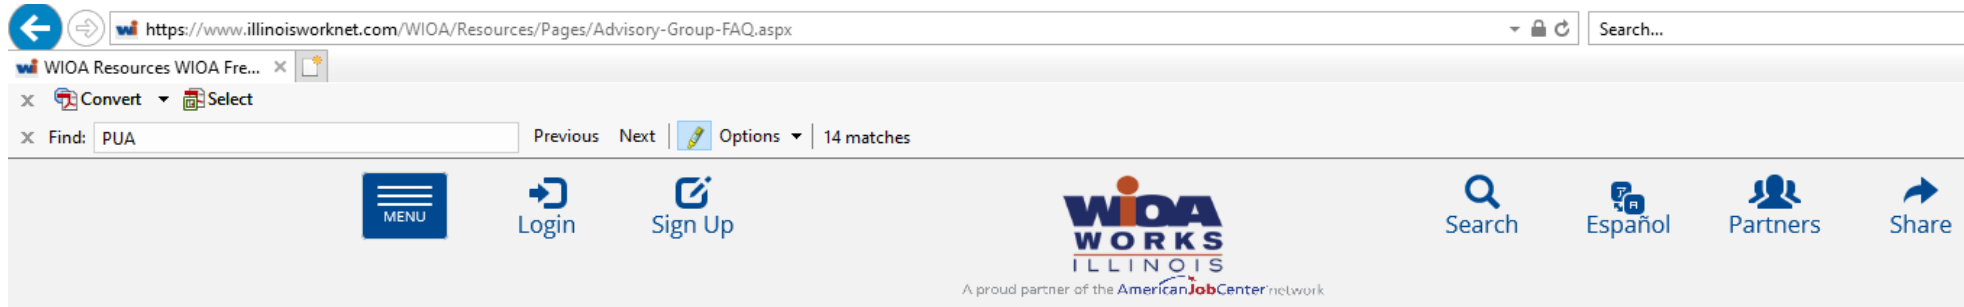 https://www.illinoisworknet.com/WIOA/Resources/Pages/Advisory-Group-FAQ.aspx Search...
WIOA Resources WIOA Fre...
x Convert Select
x Find: PUA Previous Next Options 14 matches
MENU Login Sign Up WIOA Search Español Partners Share
WORKS
ILLINOIS
A proud partner of the AmericanJobCenter network